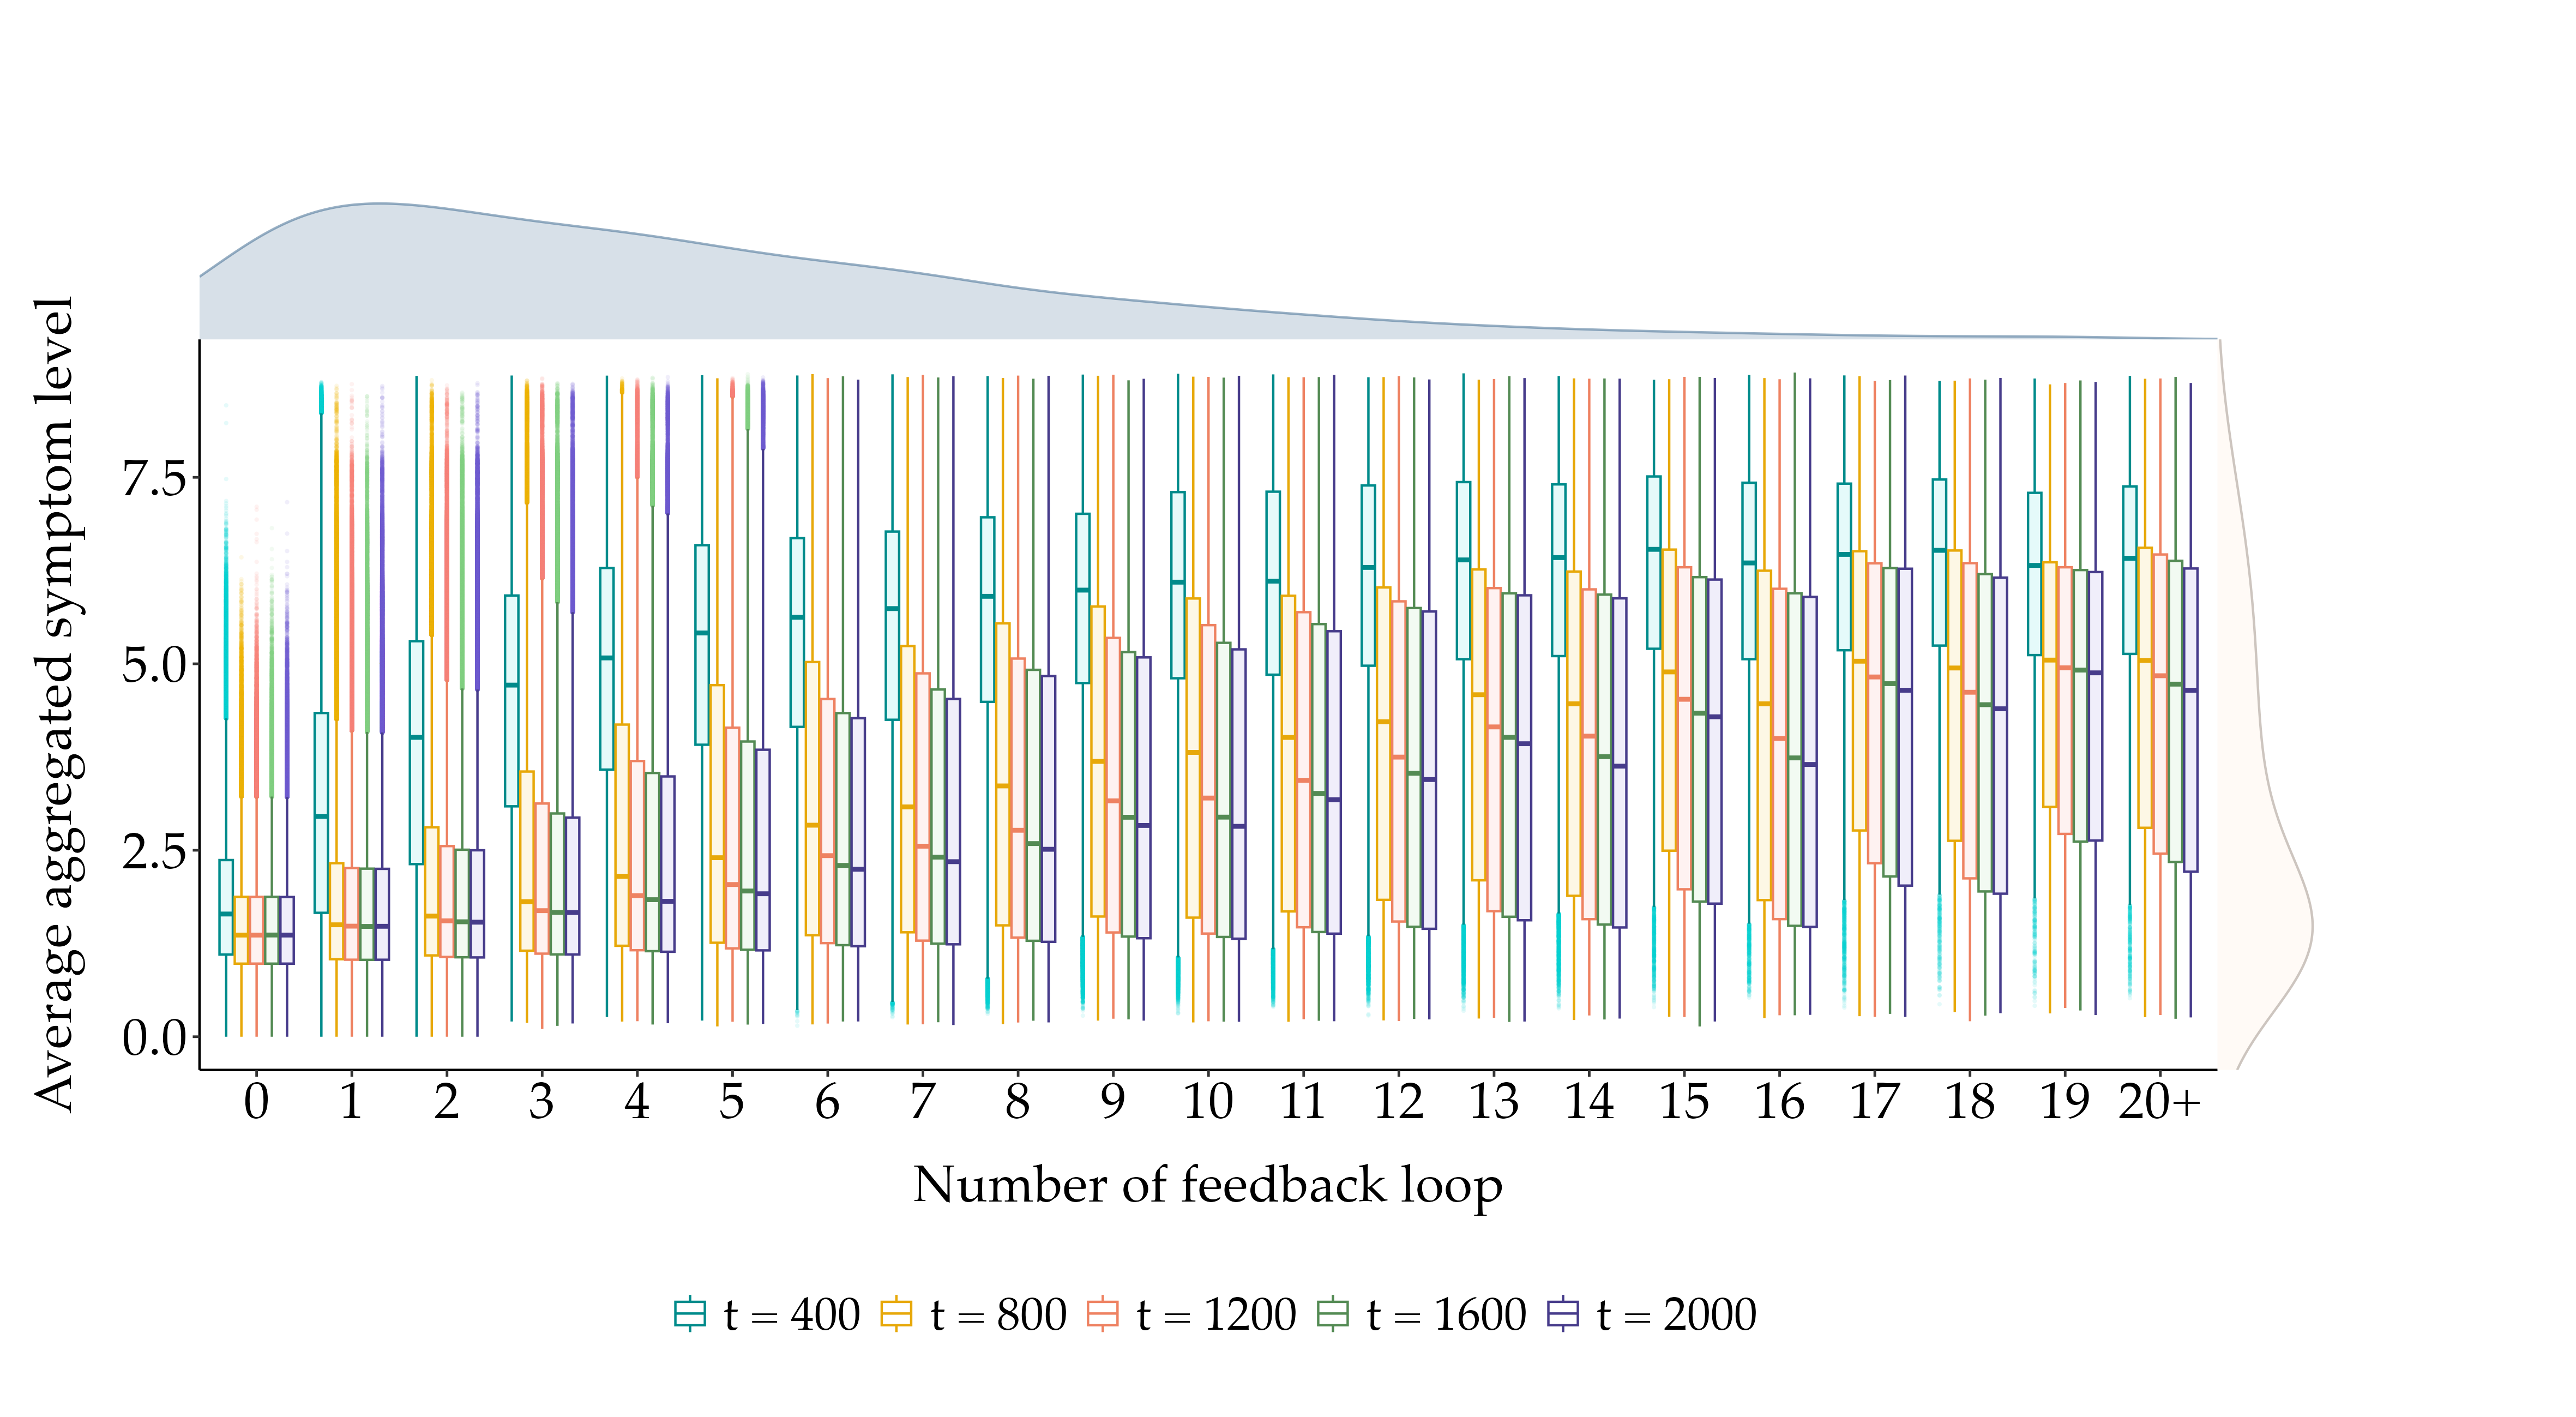 Average aggregated symptom level
7.5
5.0
2.5
0.0
0 1 2 3 4 5 6 7 8 9 10 11 12 13 14 15 16 17 18 19 20+
Number of feedback loop
t = 400 t = 800 t = 1200 t = 1600 t = 2000